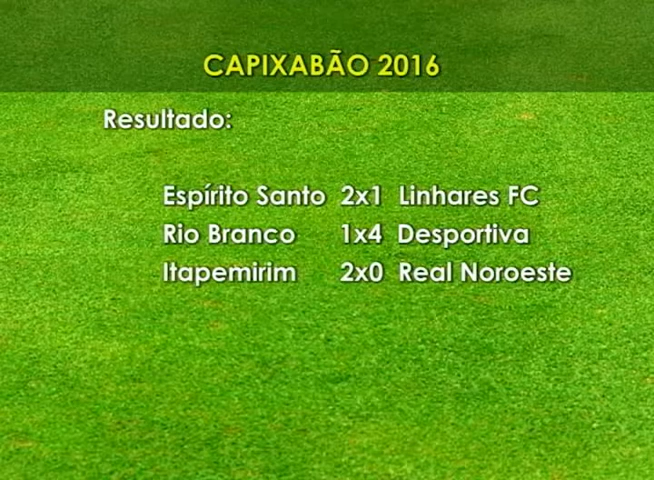 CAPIXABÃO 2016
Resultado:
Espírito Santo 2x1 Linhares FC
Rio Branco 1x4 Desportiva
Itapemirim 2x0 Real Noroeste